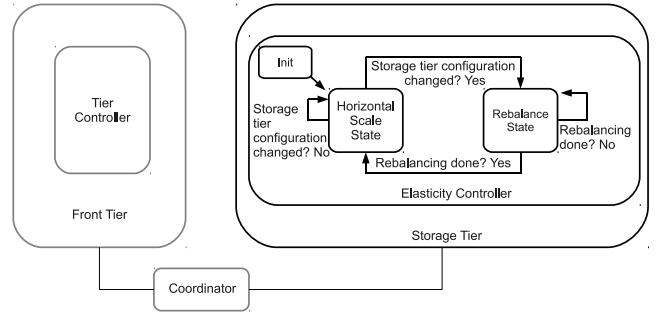 Tier
Controller
Front Tier
Init
Storage tier configuration
changed? Yes
Storage
tier
configuration
changed? No
Horizontal
Scale
State
Rebalance
State
Rebalancing
done? No
Rebalancing done? Yes
Elasticity Controller
Storage Tier
Coordinator